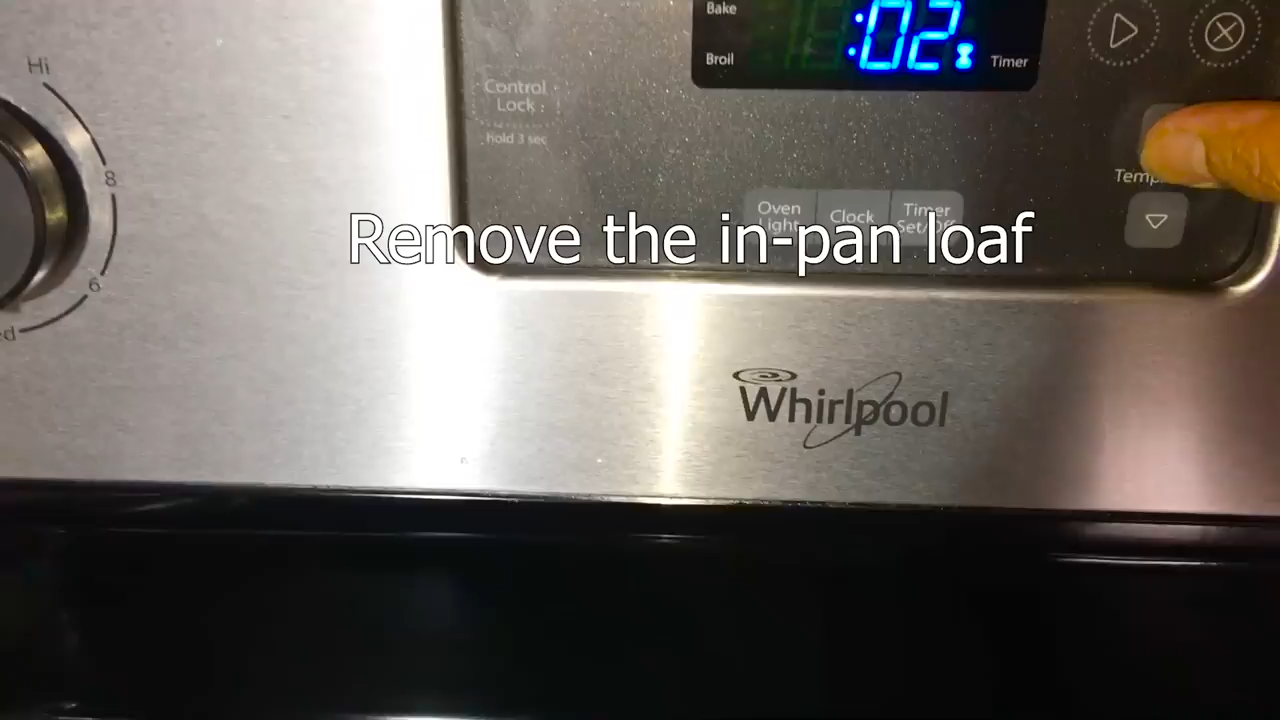 Bake
:02
Broil
Timer
Hi
Control
Lock
hold 3 sec
8
Oven
Light
Clock
Timer
Set/Off
Remove the in-pan loaf
6
Whirlpool